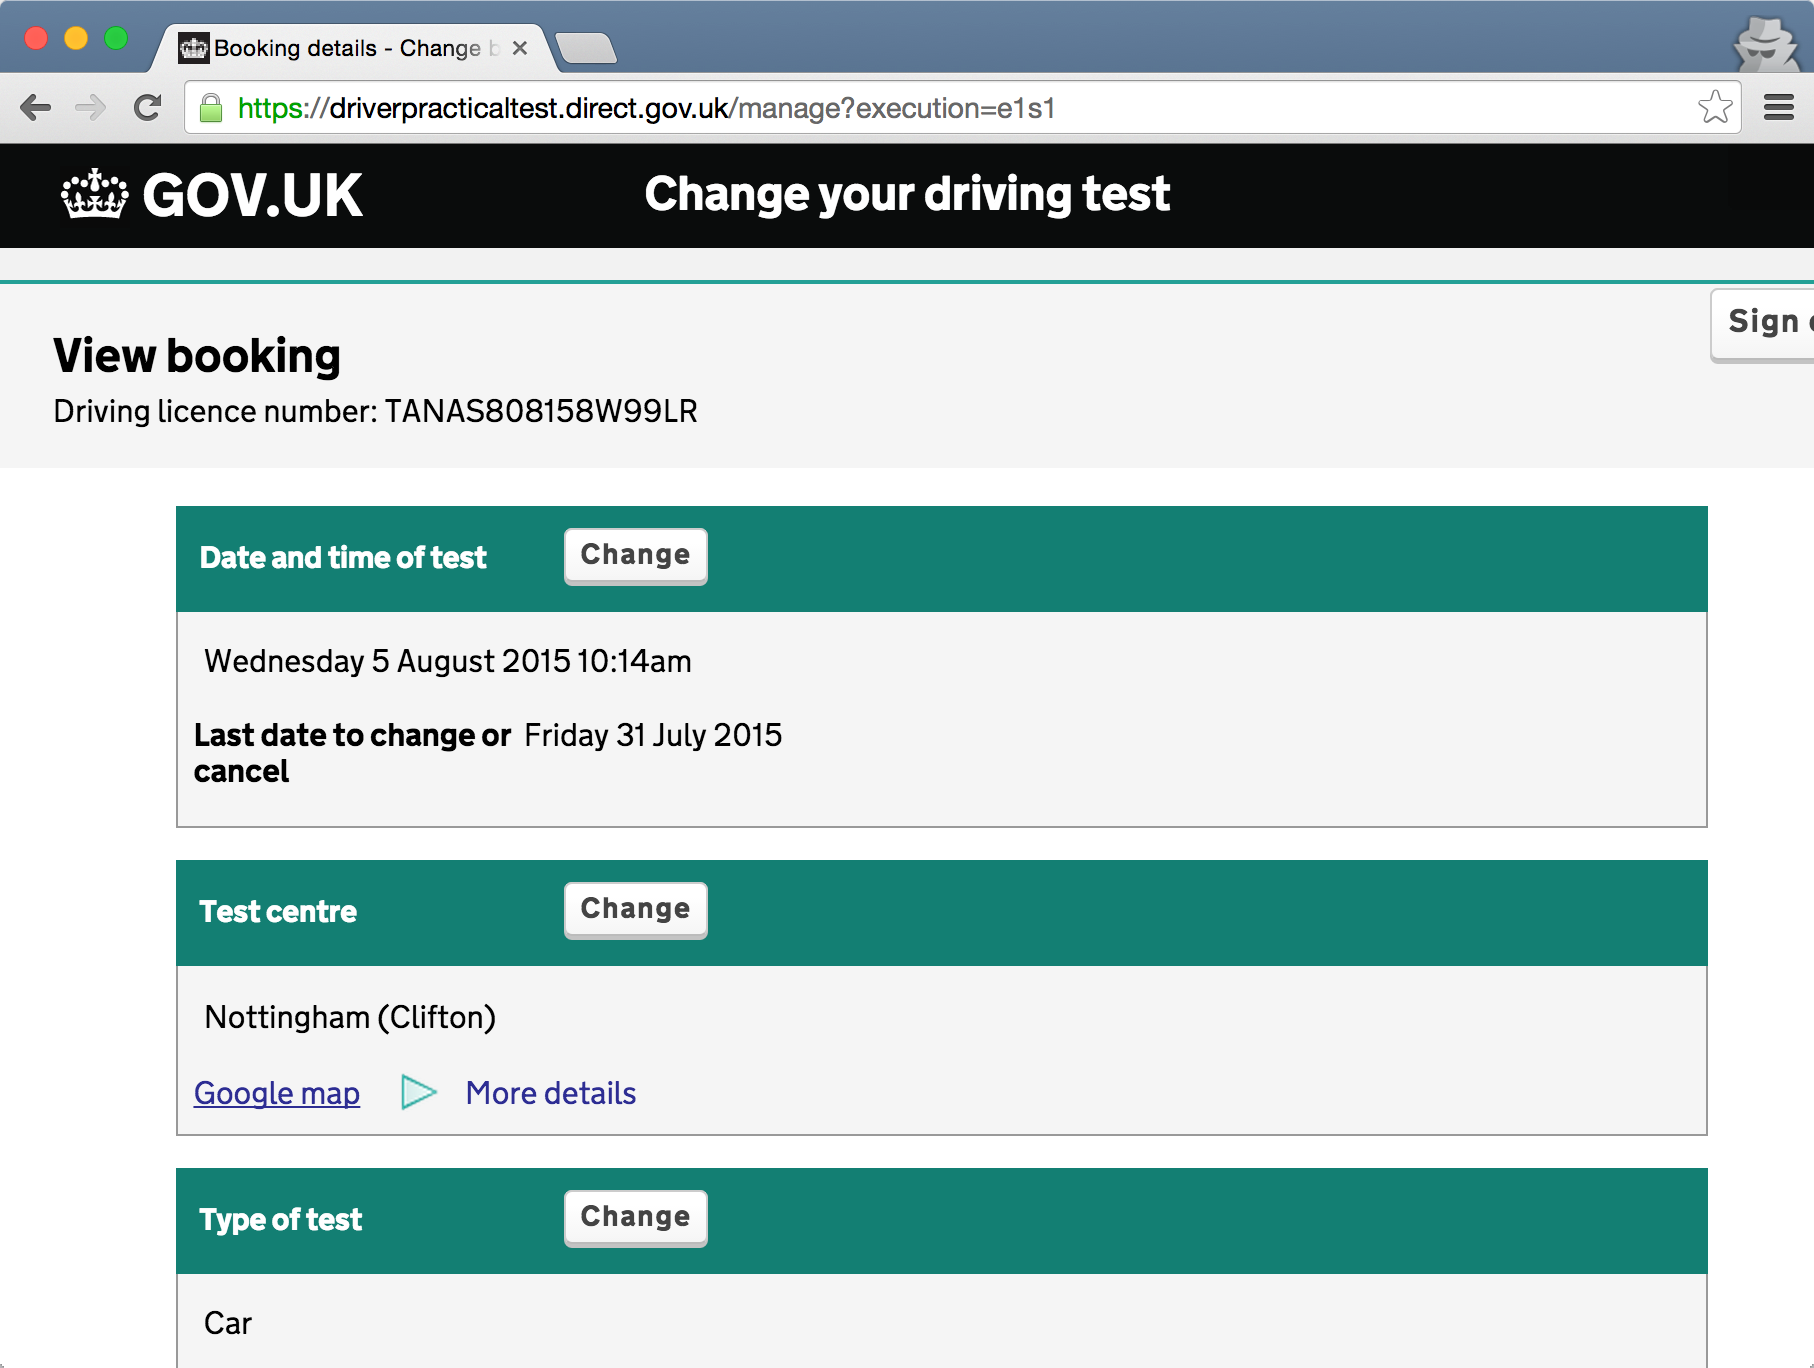 Booking details - Change b
https://driverpracticaltest.direct.gov.uk/manage?execution=e1s1
GOV.UK
Change your driving test
Sign
View booking
Driving licence number: TANAS808158W99LR
Date and time of test
Change
Wednesday 5 August 2015 10:14am
Last date to change or Friday 31 July 2015
cancel
Test centre
Change
Nottingham (Clifton)
Google map
More details
Type of test
Change
Car